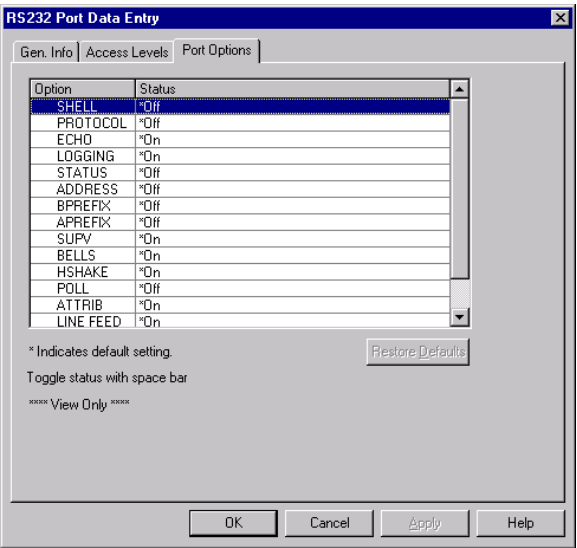 RS232 Port Data Entry
Gen. Info Access Levels Port Options
Option Status
SHELL *Off
PROTOCOL *Off
ECHO *On
LOGGING *On
STATUS *Off
ADDRESS *Off
BPREFIX *Off
APREFIX *Off
SUPV *On
BELLS *On
HSHAKE *On
POLL *Off
ATTRIB *On
LINE FEED *On
* Indicates default setting. Restore Defaults
Toggle status with space bar
**** View Only ****
OK Cancel Apply Help